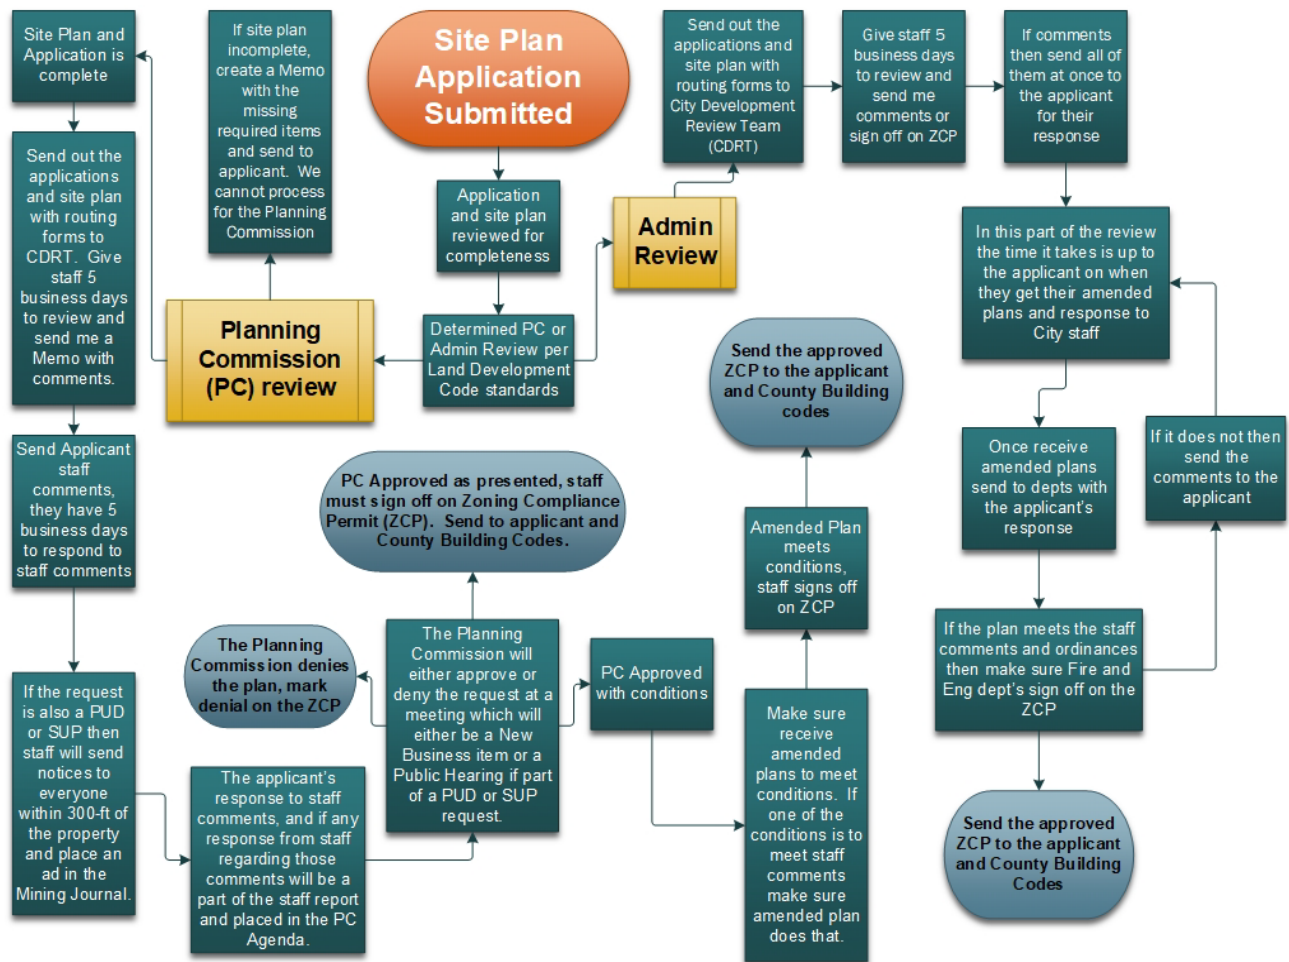 Site Plan
Application
Submitted
Application
and site plan
reviewed for
completeness
Determined PC or
Admin Review per
Land Development
Code standards
Planning
Commission
(PC) review
If site plan
incomplete,
create a Memo
with the
missing
required items
and send to
applicant.  We
cannot process
for the Planning
Commission
Site Plan and
Application is
complete
Send out the
applications
and site plan
with routing
forms to
CDRT.  Give
staff 5
business days
to review and
send me
a Memo with
comments.
Send Applicant
staff
comments,
they have 5
business days
to respond to
staff comments
If the request
is also a PUD
or SUP then
staff will send
notices to
everyone
within 300-ft of
the property
and place an
ad in the
Mining Journal.
The applicant's
response to staff
comments, and if any
response from staff
regarding those
comments will be a
part of the staff report
and placed in the PC
Agenda.
The Planning
Commission will
either approve or
deny the request at a
meeting which will
either be a New
Business item or a
Public Hearing if part
of a PUD or SUP
request.
The Planning
Commission denies
the plan, mark
denial on the ZCP
PC Approved as presented, staff
must sign off on Zoning Compliance
Permit (ZCP).  Send to applicant and
County Building Codes.
PC Approved
with conditions
Make sure
receive
amended
plans to meet
conditions.  If
one of the
conditions is to
meet staff
comments
make sure
amended plan
does that.
Amended Plan
meets
conditions,
staff signs off
on ZCP
Send the approved
ZCP to the applicant
and County Building
codes
Admin
Review
Send out the
applications and
site plan with
routing forms to
City Development
Review Team
(CDRT)
Give staff 5
business days
to review and
send me
comments or
sign off on ZCP
If comments
then send all of
them at once to
the applicant
for their
response
In this part of the review
the time it takes is up to
the applicant on when
they get their amended
plans and response to
City staff
Once receive
amended plans
send to depts with
the applicant's
response
If it does not then
send the
comments to the
applicant
If the plan meets the staff
comments and ordinances
then make sure Fire and
Eng dept's sign off on the
ZCP
Send the approved
ZCP to the applicant
and County Building
Codes